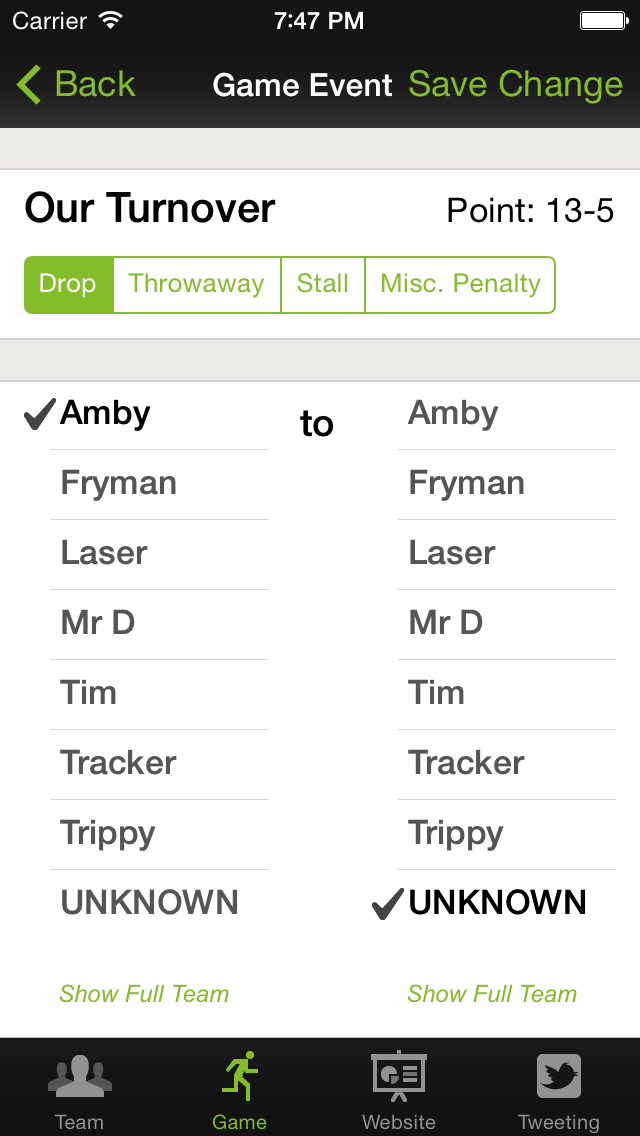 Carrier 7:47 PM
Back Game Event Save Change
Our Turnover Point: 13-5
Drop Throwaway Stall Misc. Penalty
Amby to Amby
Fryman Fryman
Laser Laser
Mr D Mr D
Tim Tim
Tracker Tracker
Trippy Trippy
UNKNOWN UNKNOWN
Show Full Team Show Full Team
Team Game Website Tweeting